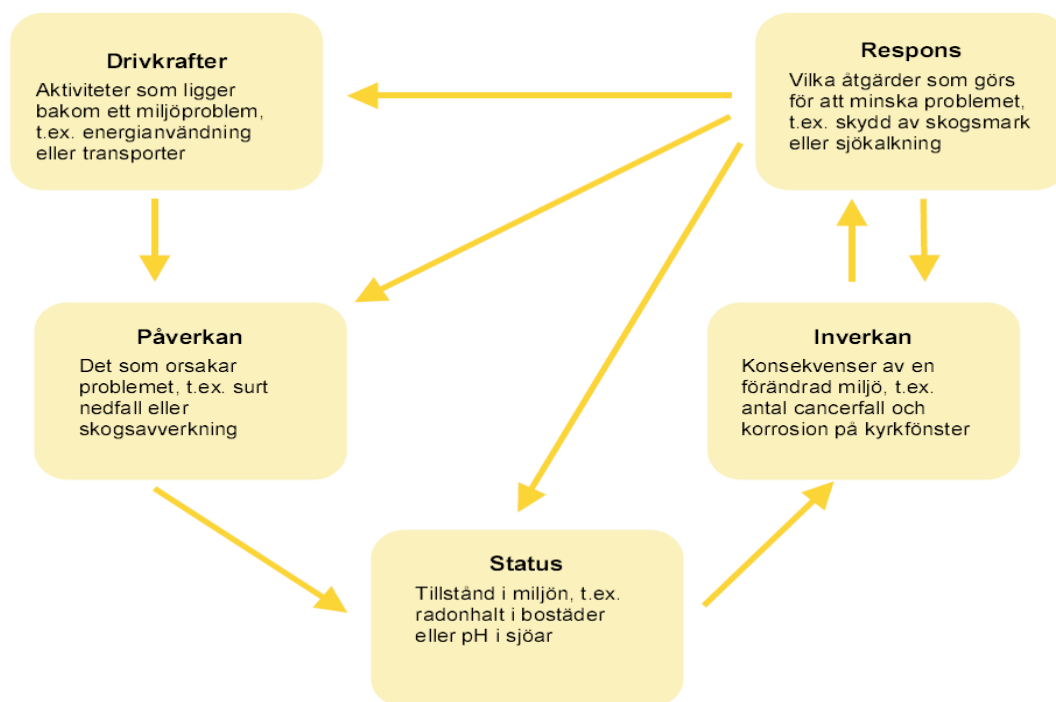 Drivkrafter
Aktiviteter som ligger
bakom ett miljöproblem,
t.ex. energianvändning
eller transporter
Respons
Vilka åtgärder som görs
för att minska problemet,
t.ex. skydd av skogsmark
eller sjökalkning
Påverkan
Det som orsakar
problemet, t.ex. surt
nedfall eller
skogsavverkning
Inverkan
Konsekvenser av en
förändrad miljö, t.ex.
antal cancerfall och
korrosion på kyrkfönster
Status
Tillstånd i miljön, t.ex.
radonhalt i bostäder
eller pH i sjöar